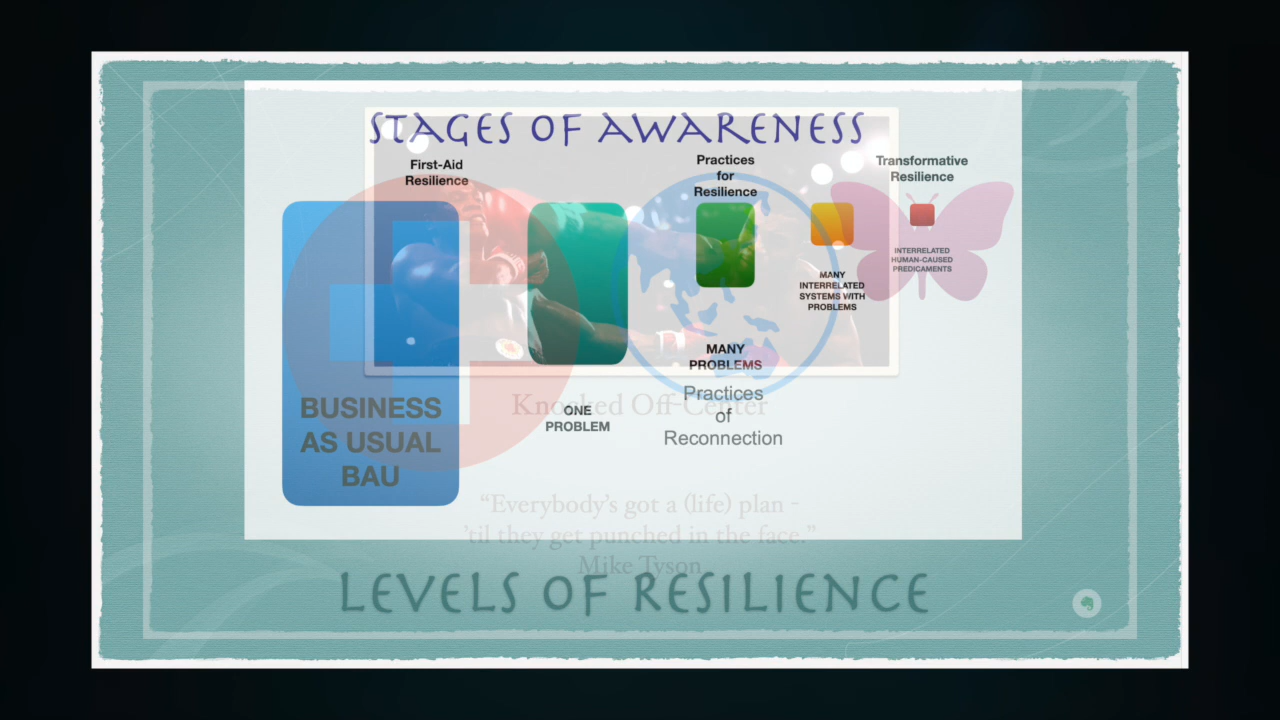 STAGES OF AWARENESS
First-Aid
Resilience
Practices
for
Resilience
Transformative
Resilience
INTERRELATED
HUMAN-CAUSED
PREDICAMENTS
MANY
INTERRELATED
SYSTEMS WITH
PROBLEMS
MANY
PROBLEMS
Practices
of
Reconnection
Knocked Off-Center
ONE
PROBLEM
BUSINESS
AS USUAL
BAU
“Everybody’s got a (life) plan -
’til they get punched in the face.”
Mike Tyson
LEVELS OF RESILIENCE